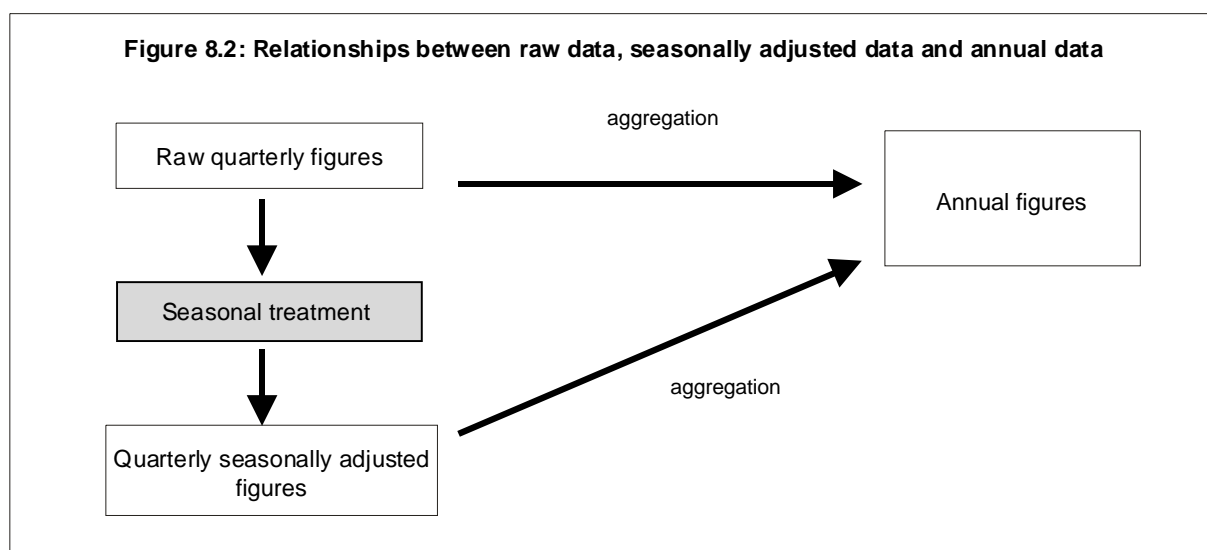 Figure 8.2: Relationships between raw data, seasonally adjusted data and annual data
aggregation
Raw quarterly figures
Annual figures
Seasonal treatment
aggregation
Quarterly seasonally adjusted
figures